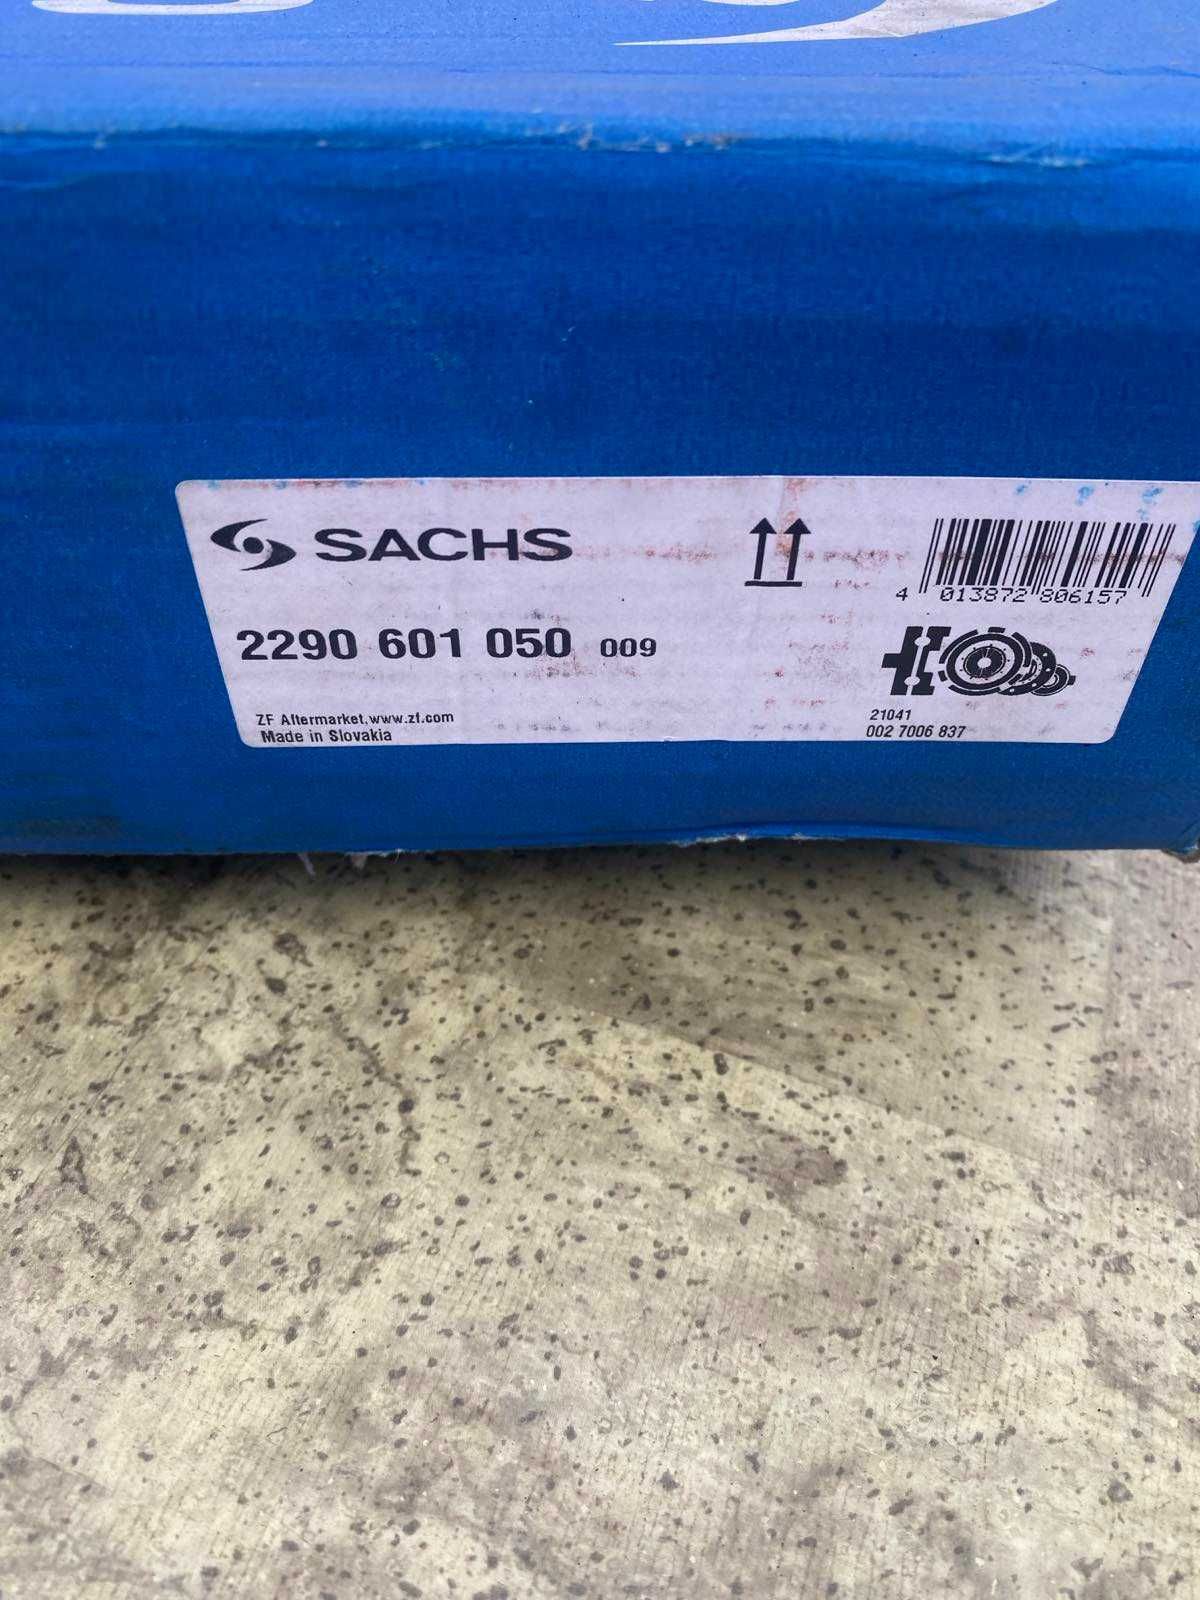 SACHS
4 013872 806157
2290 601 050 009
ZF Aftermarket, www.zf.com
Made in Slovakia
21041
002 7006 837